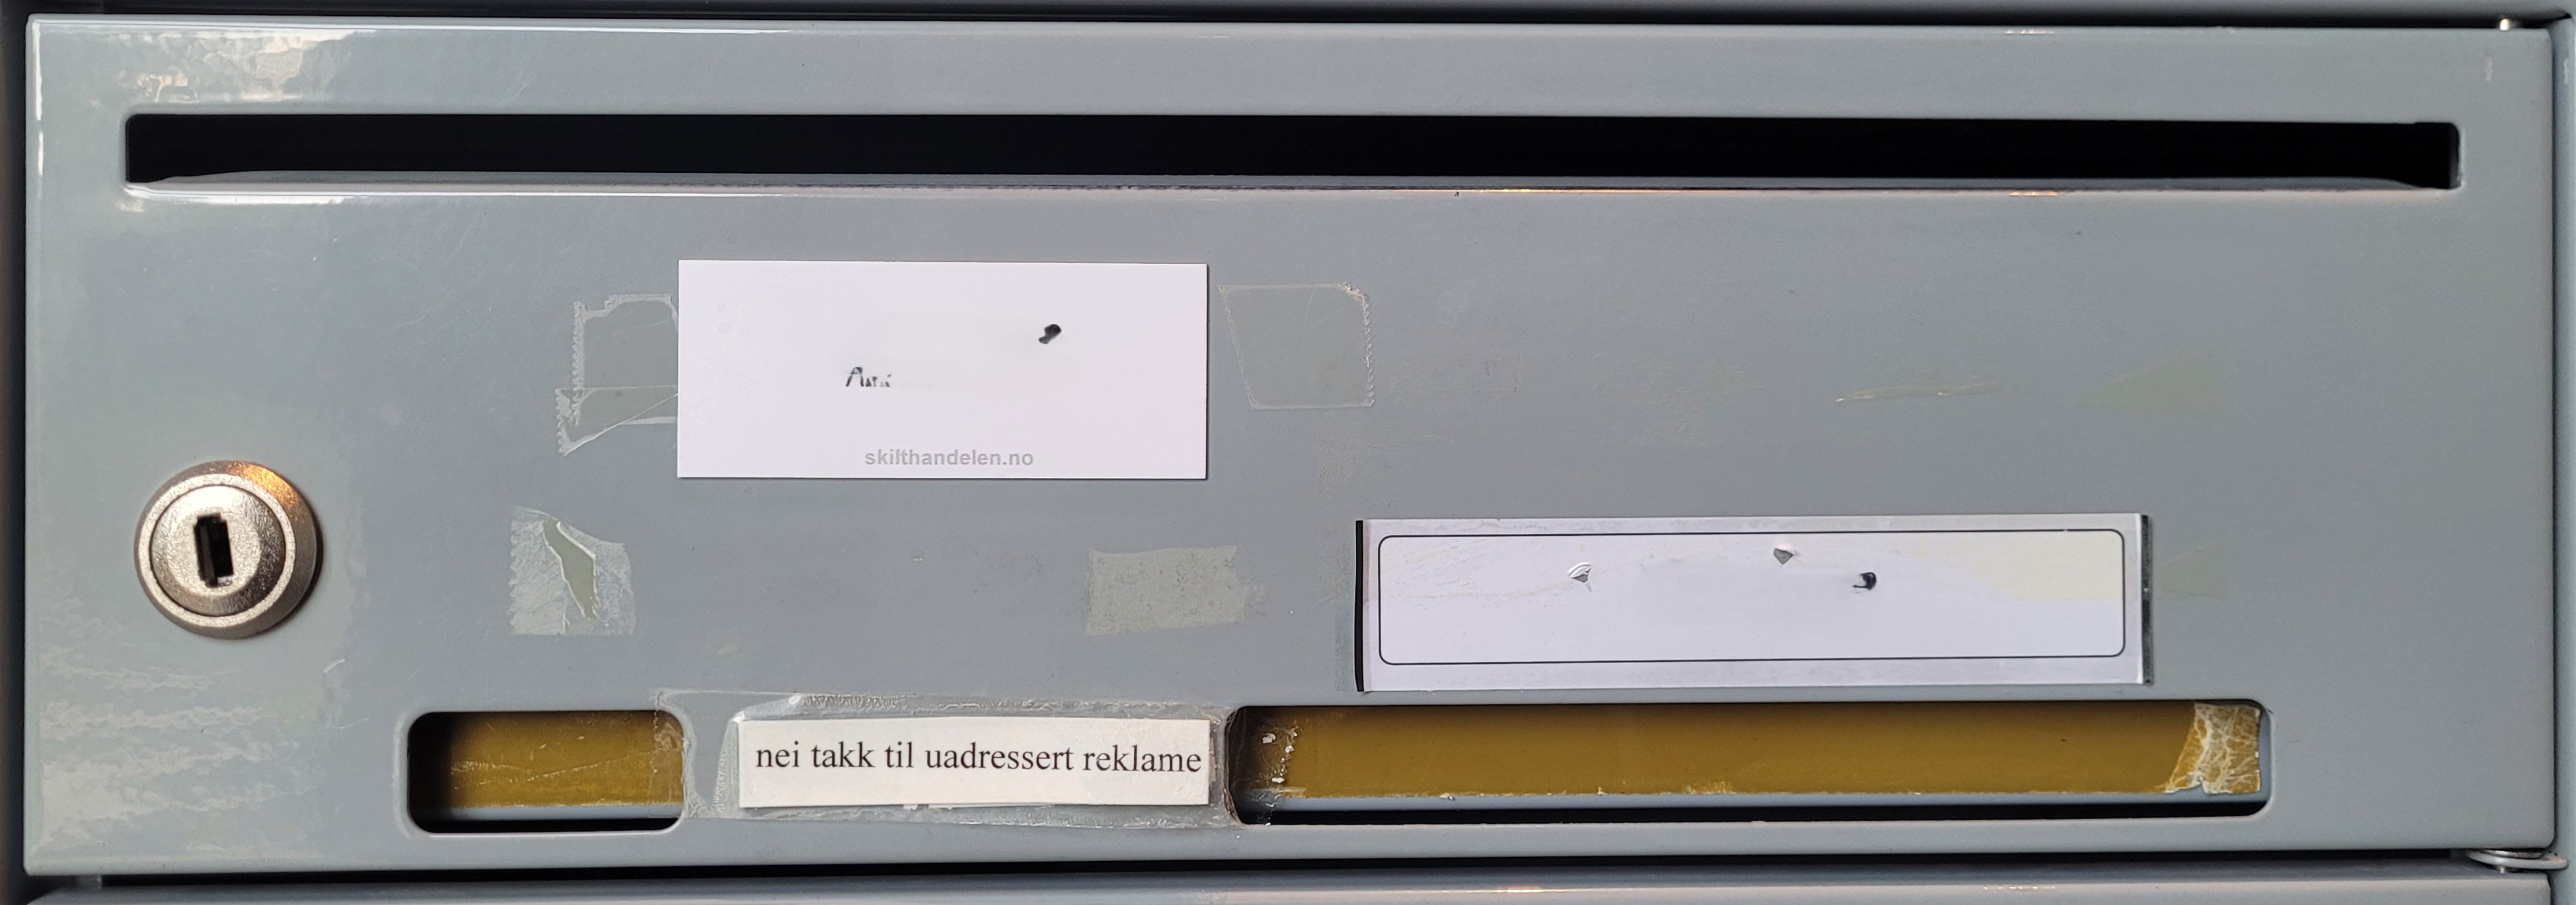 skilthandelen.no
nei takk til uadressert reklame